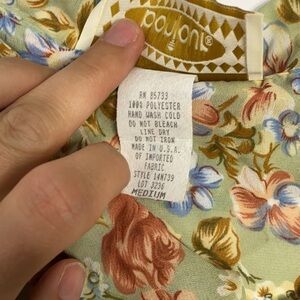 RN 85733
100% POLYESTER
HAND WASH COLD
DO NOT BLEACH
LINE DRY
DO NOT IRON
MADE IN U.S.A.
OF IMPORTED
FABRIC
STYLE 14N739
LOT 3236
MEDIUM